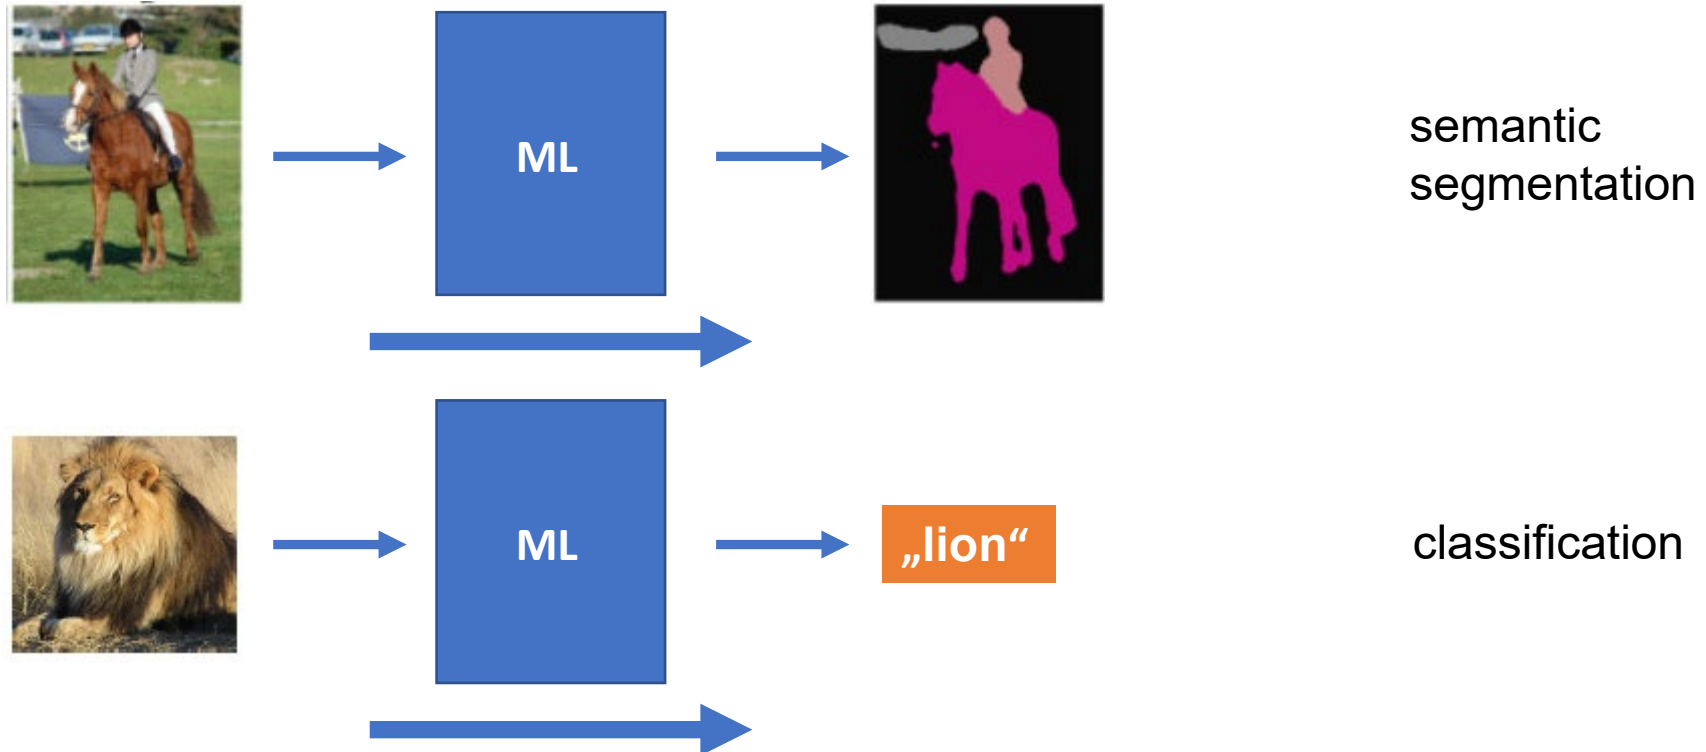 ML
semantic
segmentation
ML
„lion“
classification